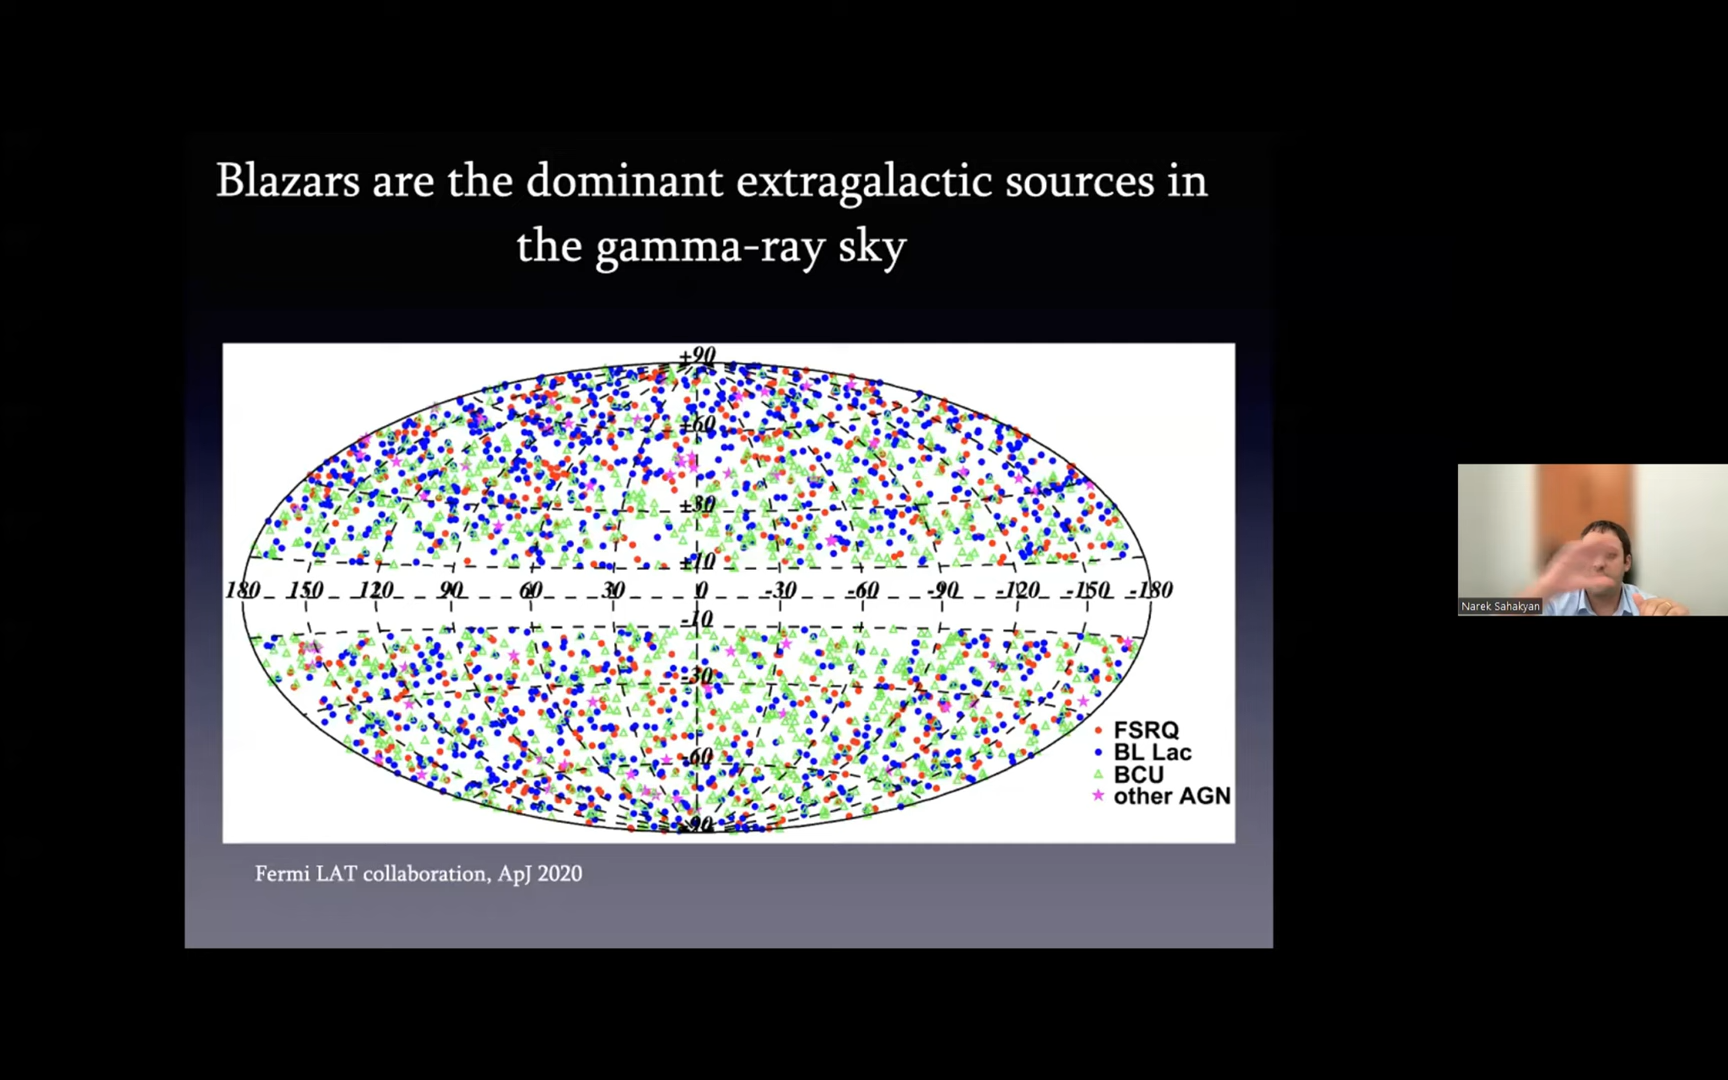 Blazars are the dominant extragalactic sources in
the gamma-ray sky
+90
+60
+30
+10
180 150 120 90 60 30 0 -30 -60 -90 -120 -150 -180
-10
-30
-60
-90
FSRQ
BL Lac
BCU
other AGN
Fermi LAT collaboration, ApJ 2020
Narek Sahakyan